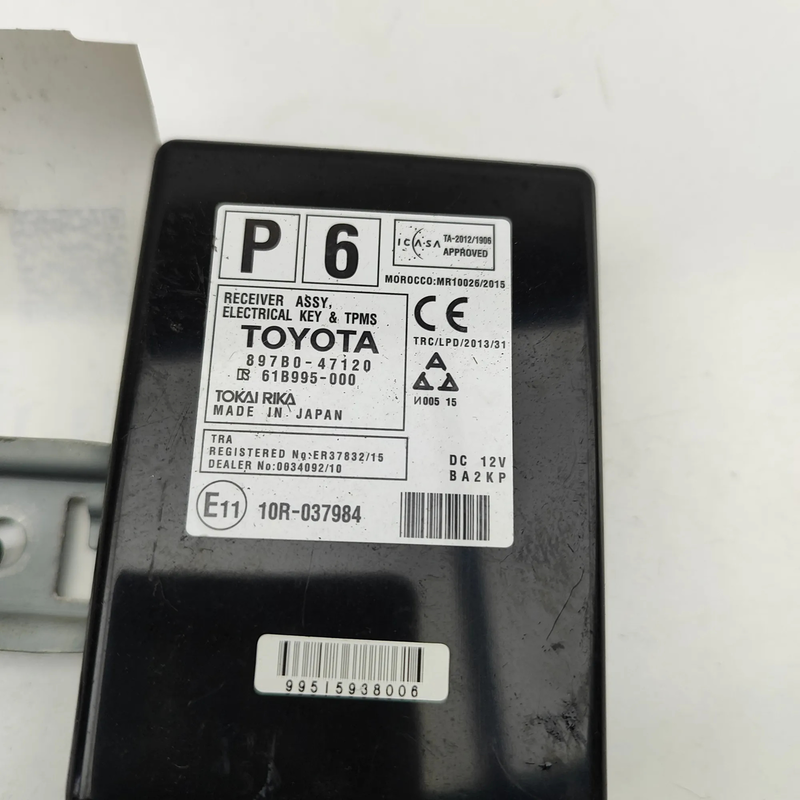 P 6
ICASA TA-2012/1906
APPROVED
MOROCCO:MR10026/2015
RECEIVER ASSY,
ELECTRICAL KEY & TPMS
TOYOTA
897B0-47120
61B995-000
TOKAI RIKA
MADE IN JAPAN
CE
TRC/LPD/2013/31
И005 15
TRA
REGISTERED No:ER37832/15
DEALER No:0034092/10
DC 12V
BA2KP
E11 10R-037984
99515938006